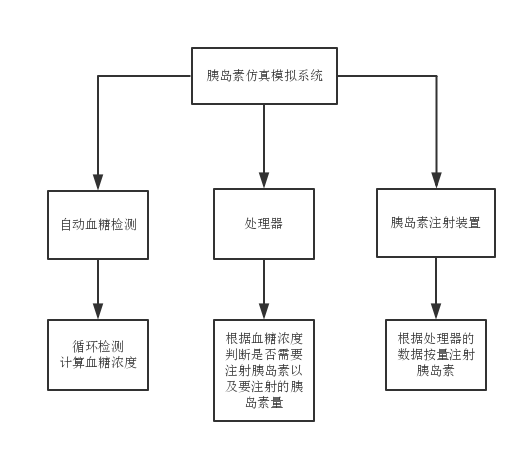 胰岛素仿真模拟系统
自动血糖检测
处理器
胰岛素注射装置
循环检测
计算血糖浓度
根据血糖浓度
判断是否需要
注射胰岛素以
及要注射的胰
岛素量
根据处理器的
数据按量注射
胰岛素